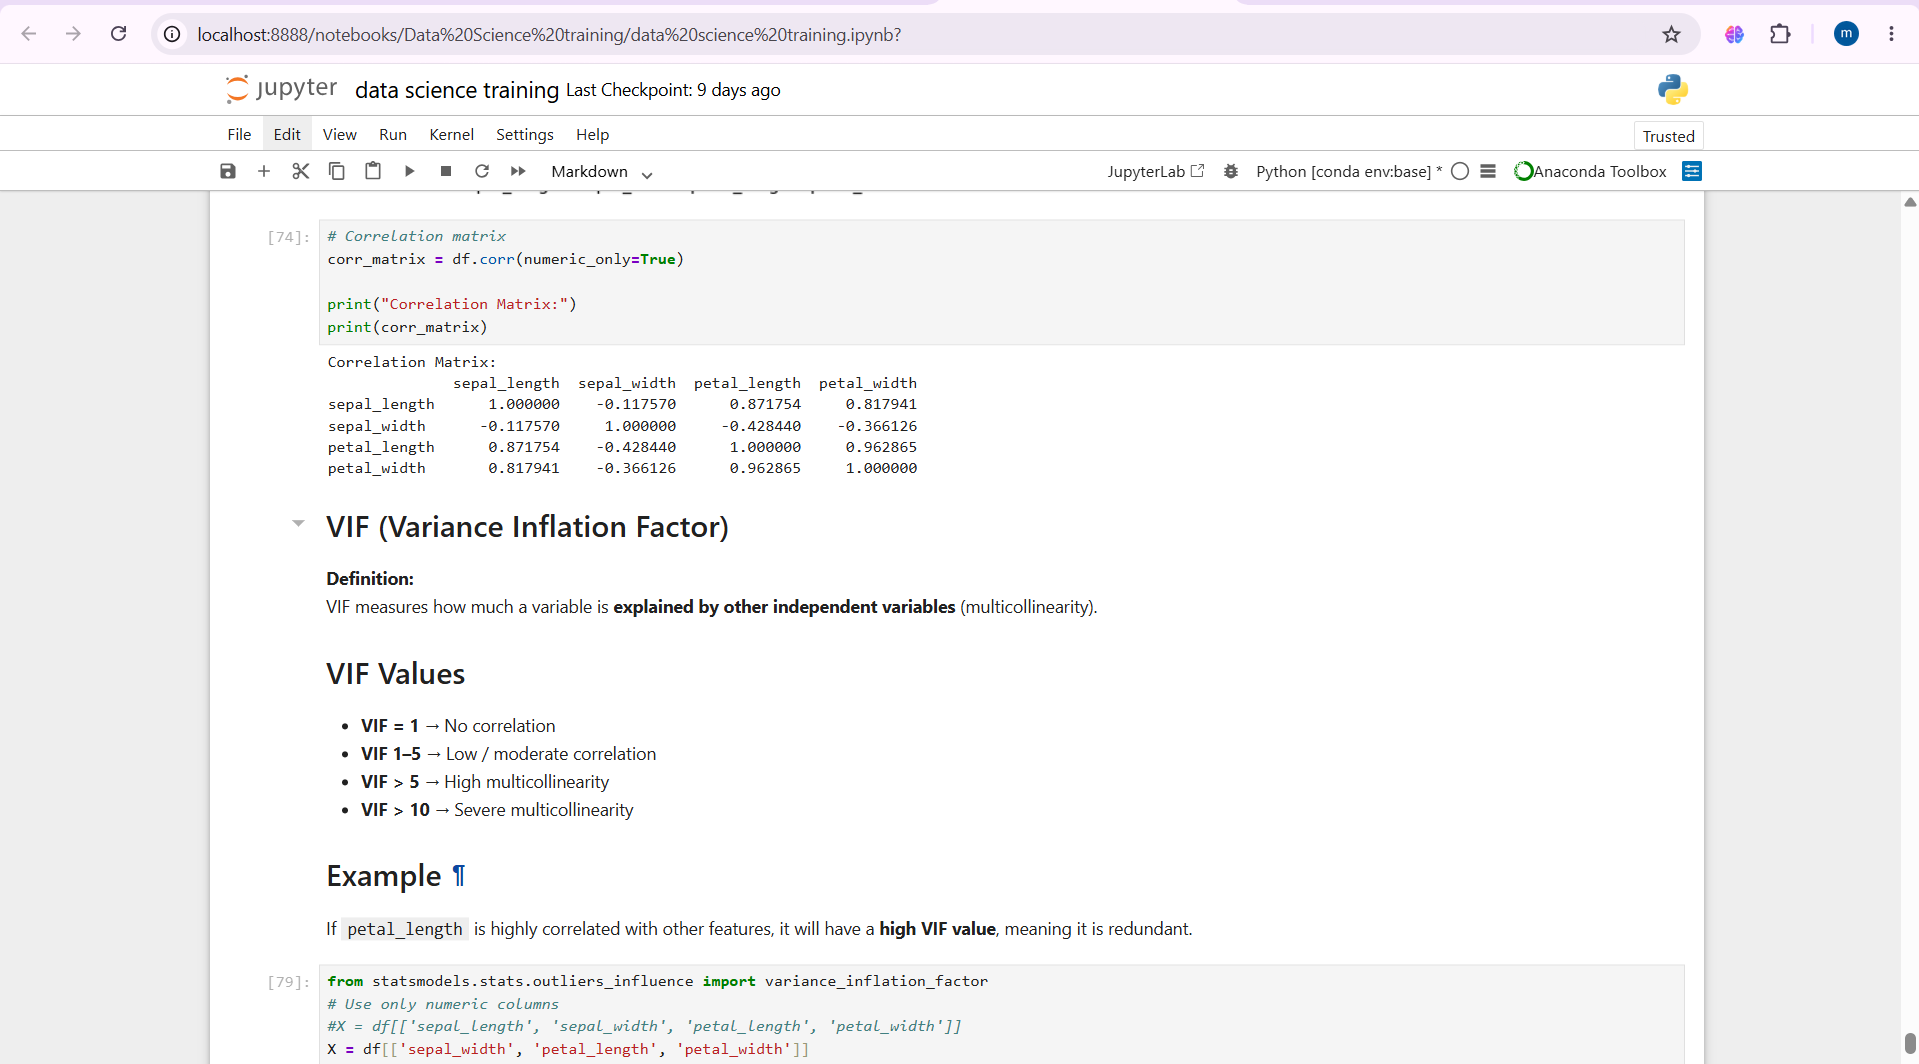 localhost:8888/notebooks/Data%20Science%20training/data%20science%20training.ipynb?
m
jupyter data science training Last Checkpoint: 9 days ago
File Edit View Run Kernel Settings Help
Trusted
Markdown JupyterLab Python [conda env:base] * Anaconda Toolbox
[74]:
# Correlation matrix
corr_matrix = df.corr(numeric_only=True)
print("Correlation Matrix:")
print(corr_matrix)
Correlation Matrix:
sepal_length sepal_width petal_length petal_width
sepal_length 1.000000 -0.117570 0.871754 0.817941
sepal_width -0.117570 1.000000 -0.428440 -0.366126
petal_length 0.871754 -0.428440 1.000000 0.962865
petal_width 0.817941 -0.366126 0.962865 1.000000
VIF (Variance Inflation Factor)
Definition:
VIF measures how much a variable is explained by other independent variables (multicollinearity).
VIF Values
• VIF = 1 → No correlation
• VIF 1–5 → Low / moderate correlation
• VIF > 5 → High multicollinearity
• VIF > 10 → Severe multicollinearity
Example ¶
If petal_length is highly correlated with other features, it will have a high VIF value, meaning it is redundant.
[79]:
from statsmodels.stats.outliers_influence import variance_inflation_factor
# Use only numeric columns
#X = df[['sepal_length', 'sepal_width', 'petal_length', 'petal_width']]
X = df[['sepal_width', 'petal_length', 'petal_width']]